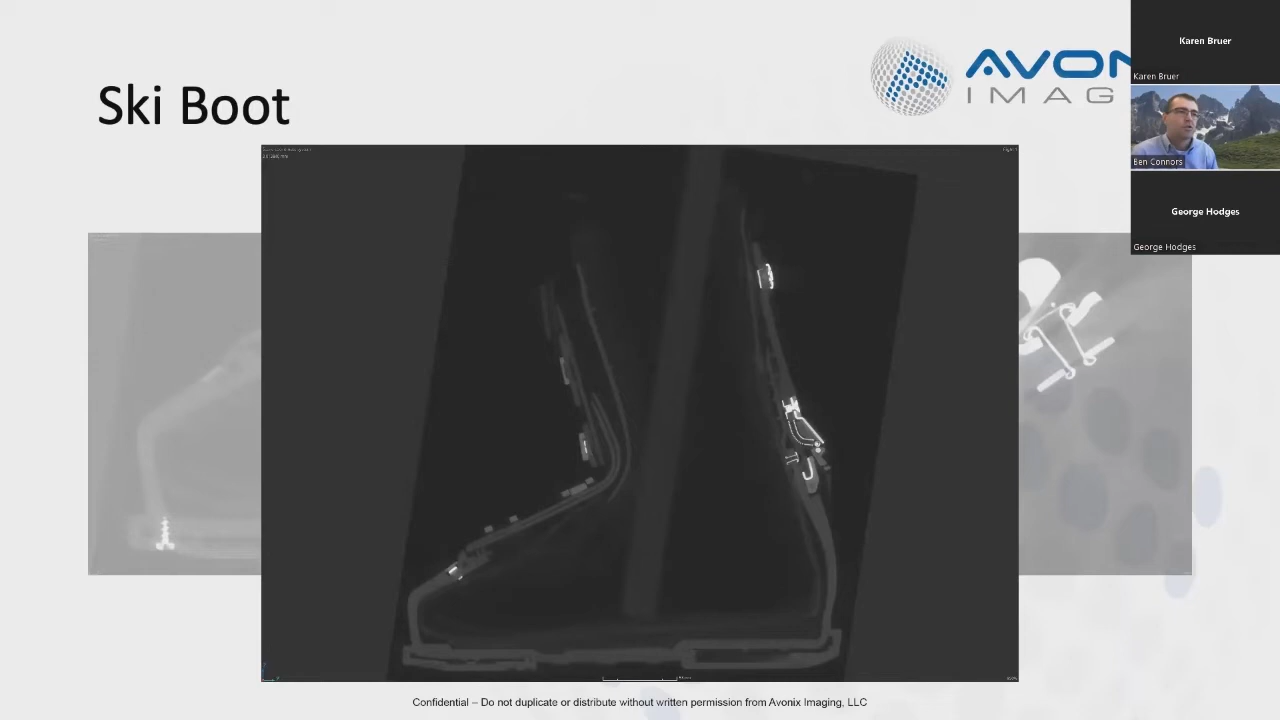 Ski Boot
AVON
IMAG
Karen Bruer
Karen Bruer
Ben Connors
George Hodges
George Hodges
Confidential – Do not duplicate or distribute without written permission from Avonix Imaging, LLC